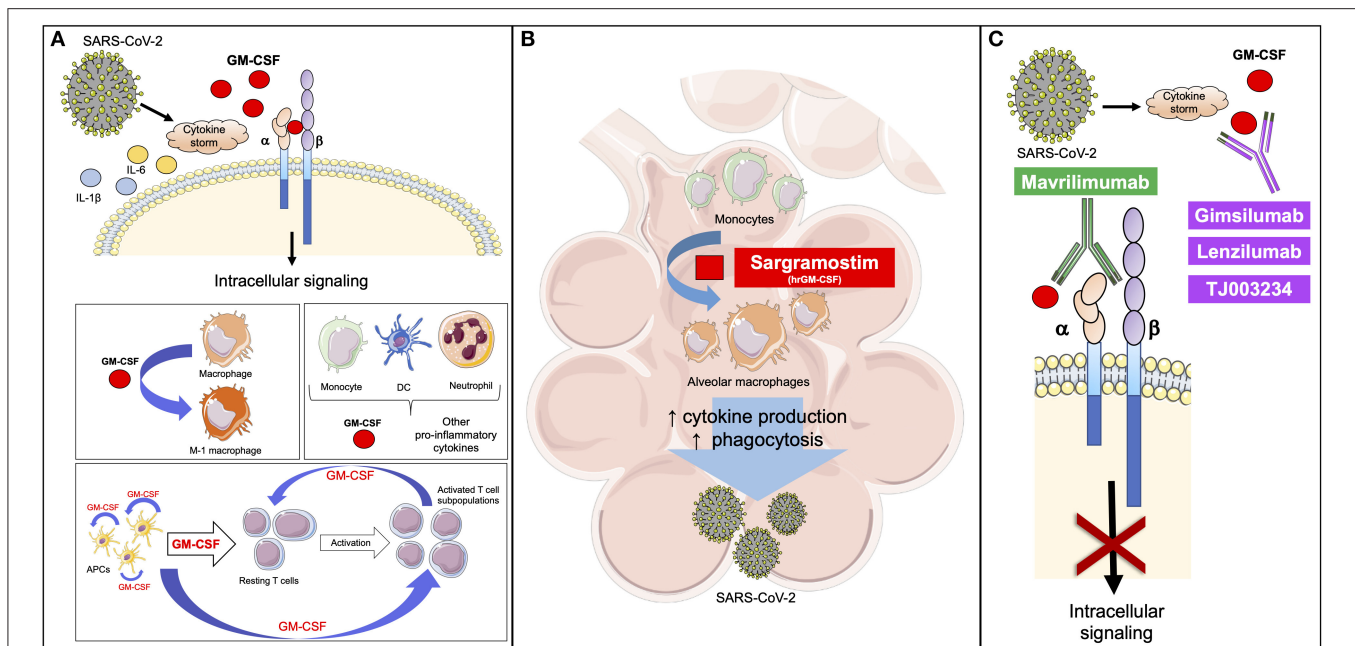 A
SARS-CoV-2
GM-CSF
Cytokine
storm
α
β
IL-6
IL-1β
Intracellular signaling
GM-CSF
Macrophage
M-1 macrophage
Monocyte
DC
Neutrophil
GM-CSF
Other
pro-inflammatory
cytokines
GM-CSF
GM-CSF
GM-CSF
APCs
GM-CSF
GM-CSF
Resting T cells
Activation
Activated T cell
subpopulations
GM-CSF
B
Monocytes
Sargramostim
(hrGM-CSF)
Alveolar macrophages
↑ cytokine production
↑ phagocytosis
SARS-CoV-2
C
SARS-CoV-2
GM-CSF
Cytokine
storm
Mavrilimumab
Gimsilumab
Lenzilumab
TJ003234
α
β
Intracellular
signaling